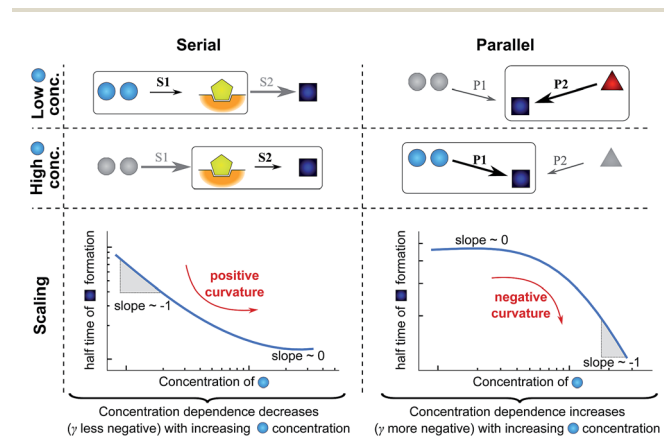 Serial
Parallel
Low
conc.
S1
S2
P1
P2
High
conc.
S1
S2
P1
P2
Scaling
half time of formation
slope ~ -1
positive
curvature
slope ~ 0
Concentration of
half time of formation
slope ~ 0
negative
curvature
slope ~ -1
Concentration of
Concentration dependence decreases
(γ less negative) with increasing concentration
Concentration dependence increases
(γ more negative) with increasing concentration